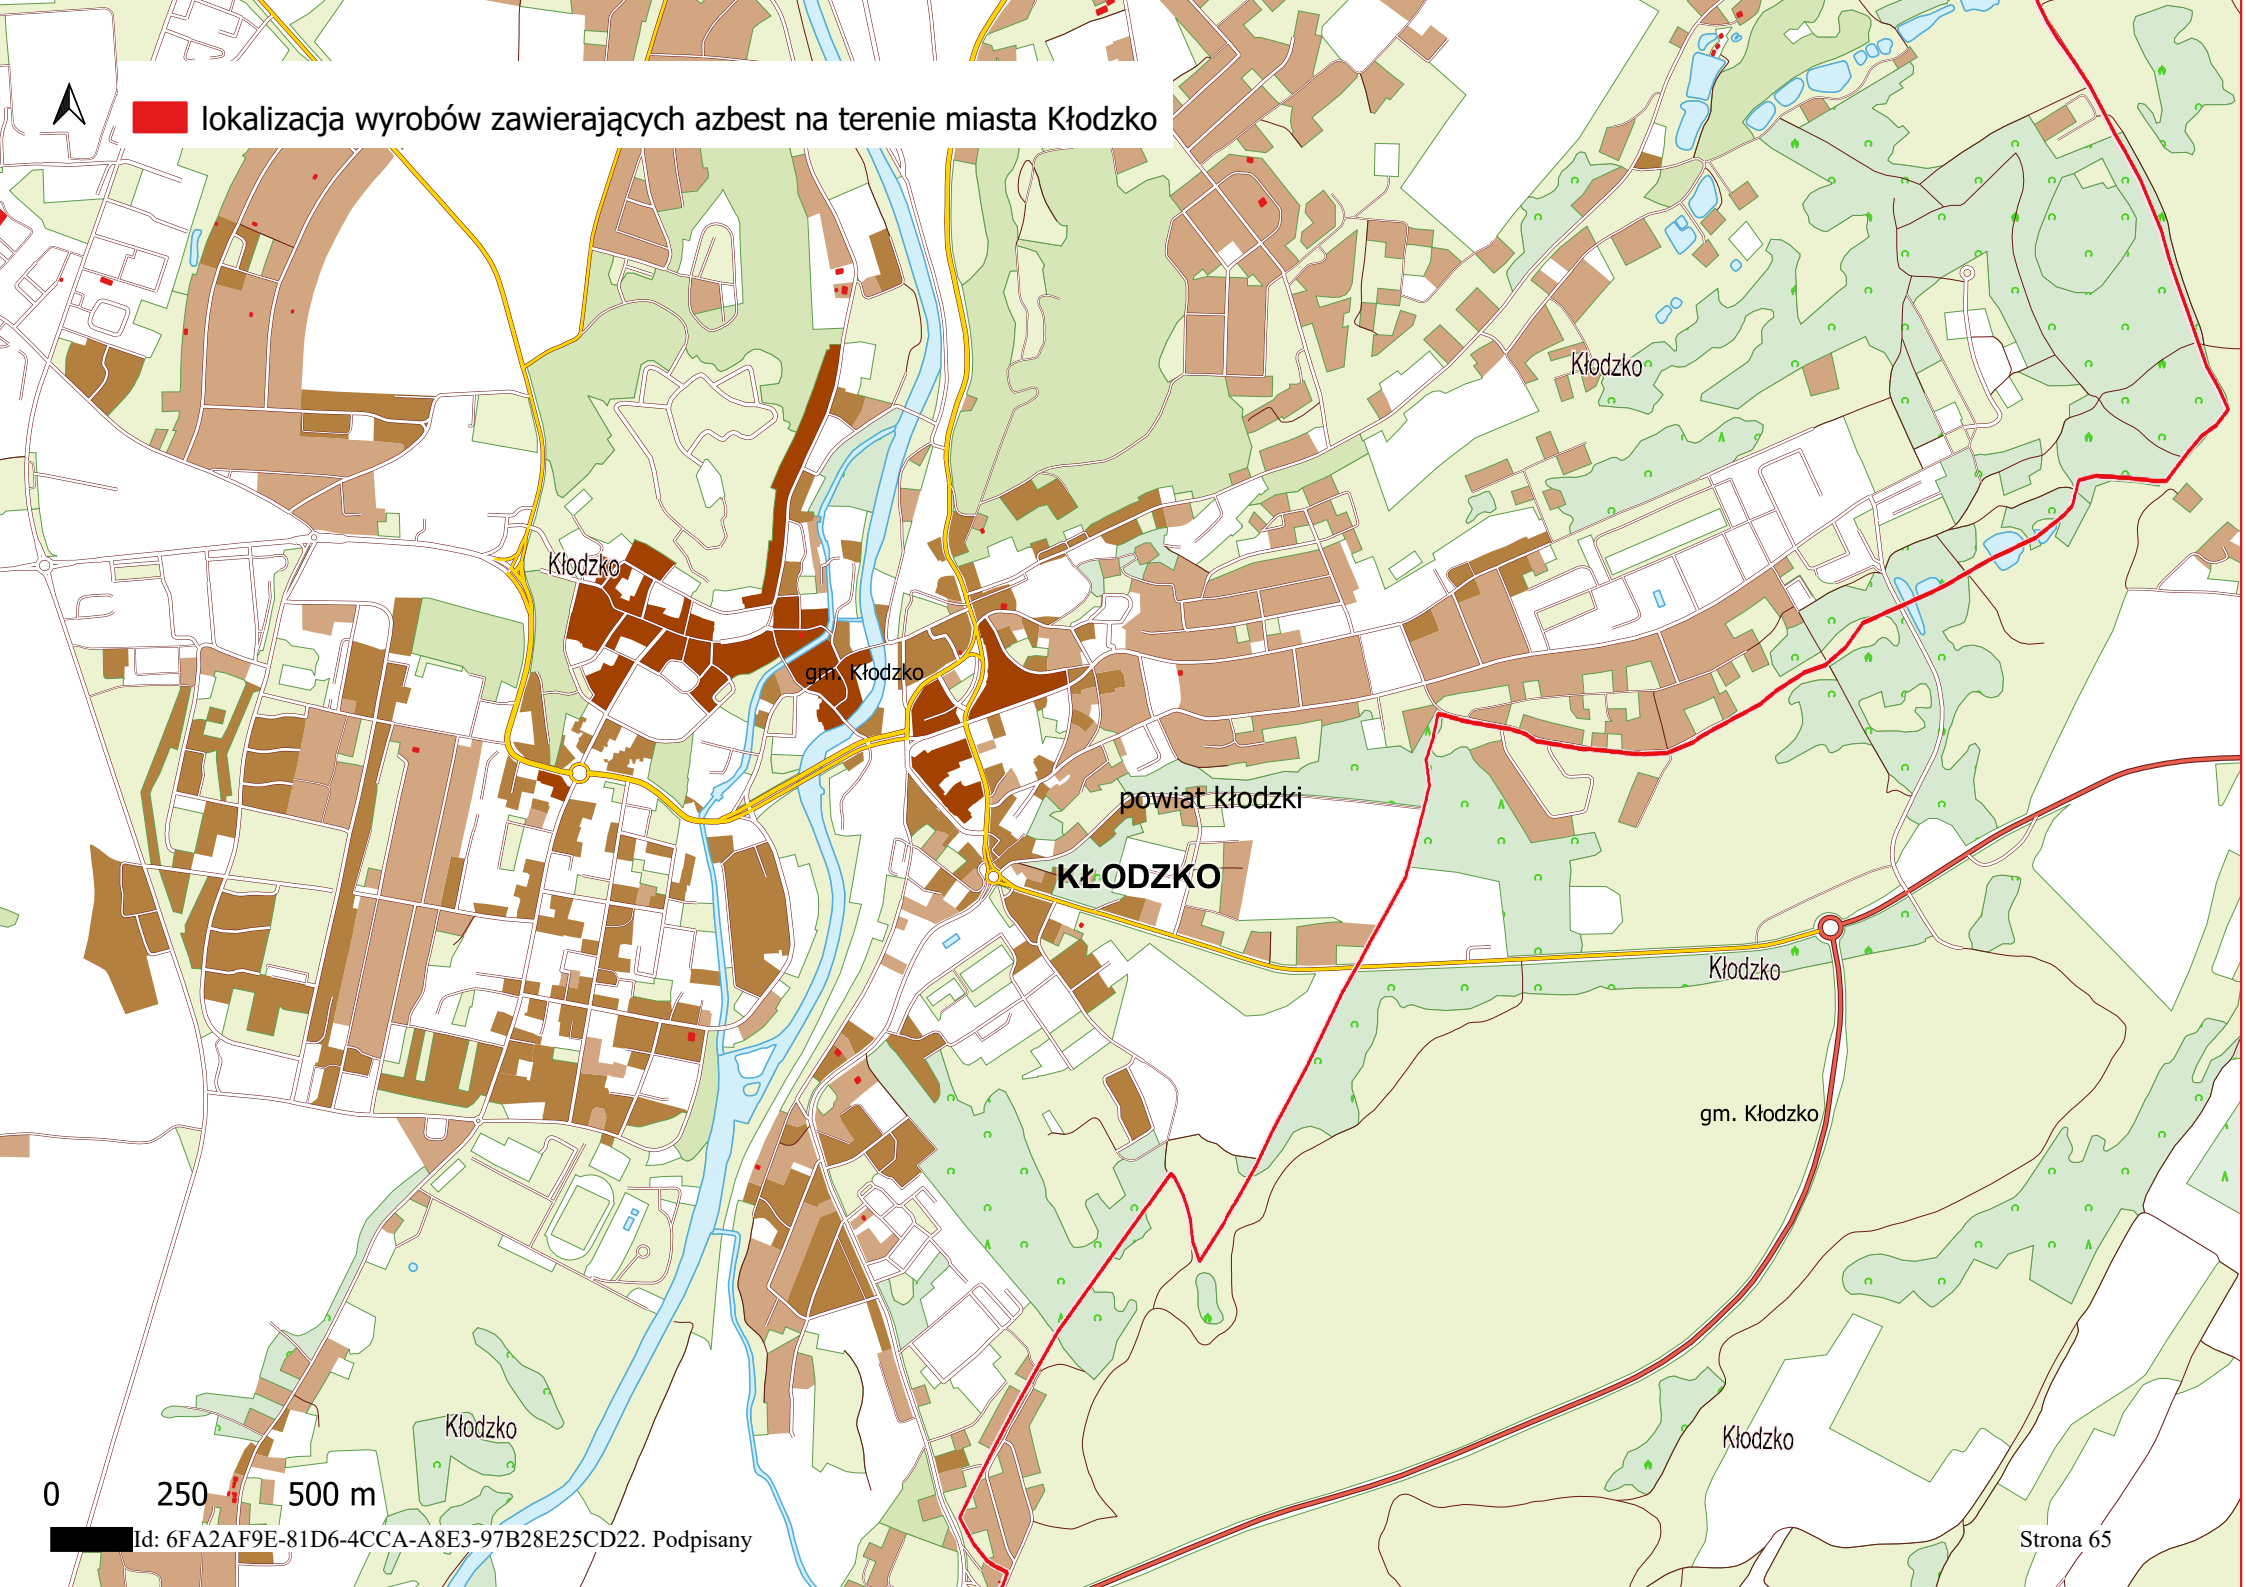 lokalizacja wyrobów zawierających azbest na terenie miasta Kłodzko
Kłodzko
Kłodzko
gm. Kłodzko
powiat kłodzki
KŁODZKO
Kłodzko
gm. Kłodzko
Kłodzko
Kłodzko
0 250 500 m
Id: 6FA2AF9E-81D6-4CCA-A8E3-97B28E25CD22. Podpisany
Strona 65